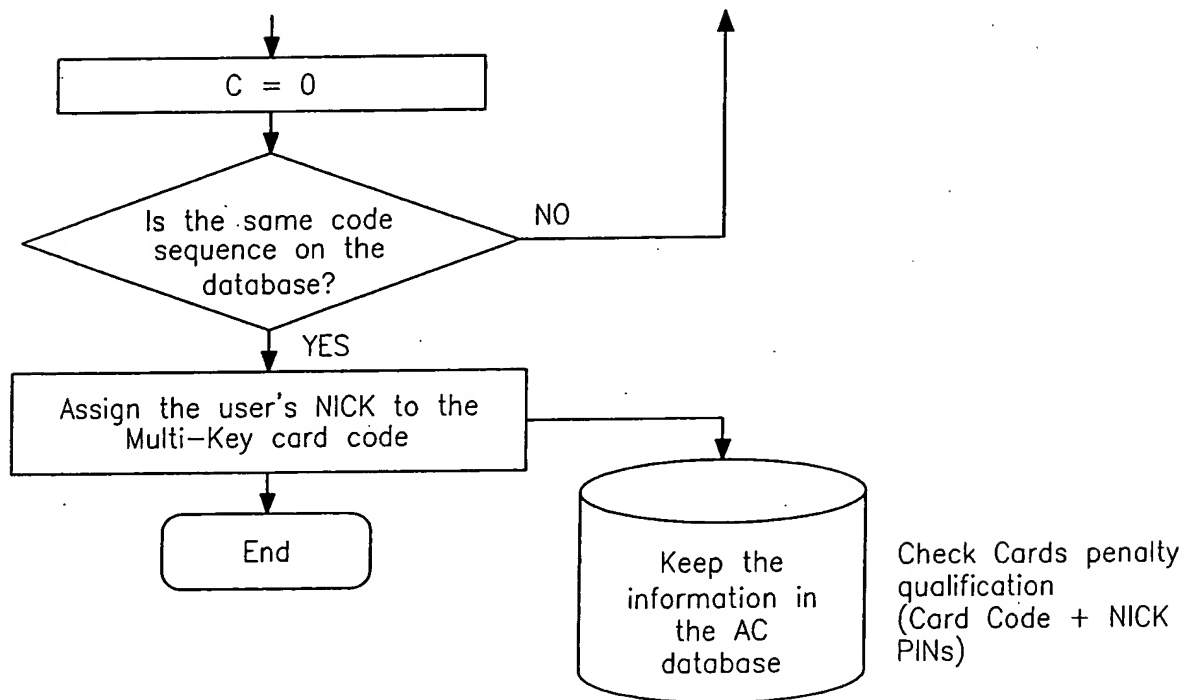 C = 0
Is the same code
sequence on the
database?
NO
YES
Assign the user's NICK to the
Multi-Key card code
End
Keep the
information in
the AC
database
Check Cards penalty
qualification
(Card Code + NICK
PINs)